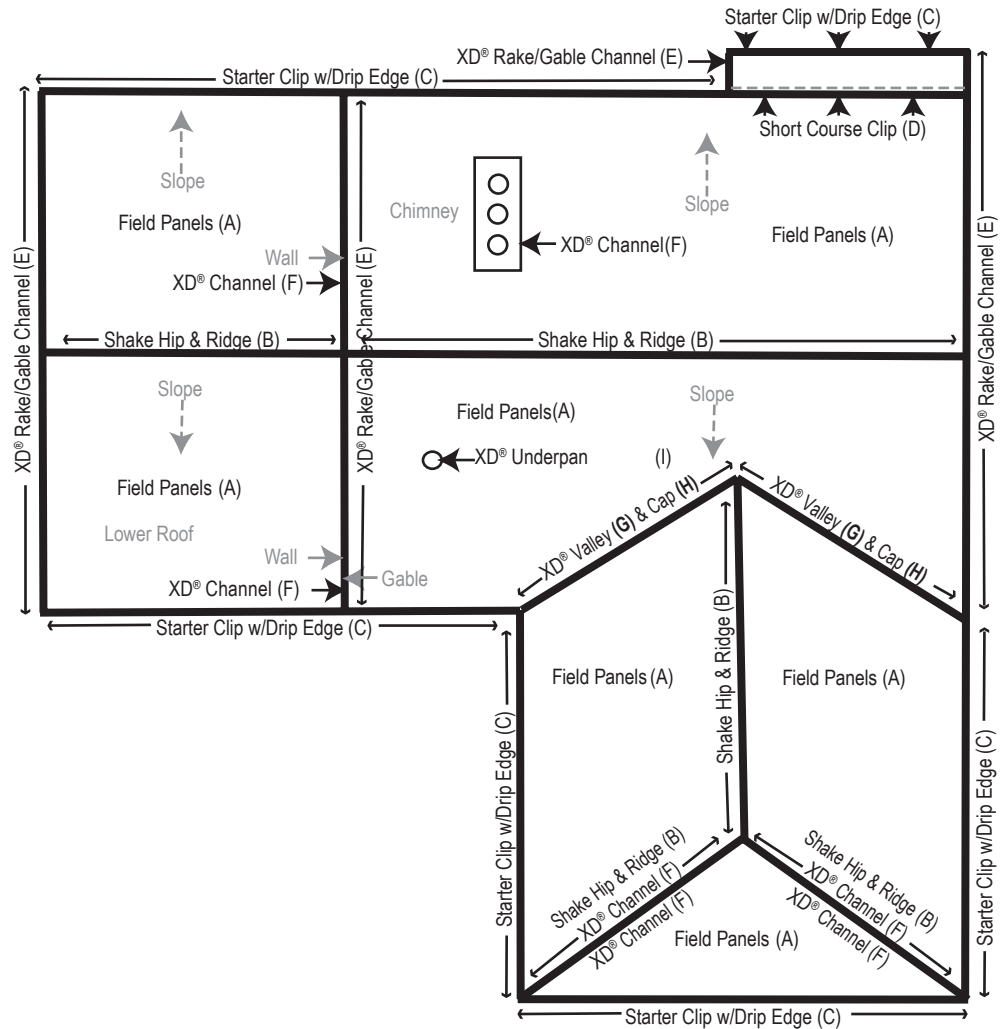 Starter Clip w/Drip Edge (C)
XD® Rake/Gable Channel (E)
Starter Clip w/Drip Edge (C)
Short Course Clip (D)
Slope
Slope
Chimney
Field Panels (A)
Field Panels (A)
XD® Channel (F)
Wall
XD® Channel (F)
XD® Rake/Gable Channel (E)
XD® Rake/Gable Channel (E)
XD® Rake/Gable Channel (E)
Shake Hip & Ridge (B)
Shake Hip & Ridge (B)
Slope
Slope
Field Panels (A)
XD® Underpan
(I)
Field Panels (A)
Lower Roof
XD® Valley (G) & Cap (H)
XD® Valley (G) & Cap (H)
Wall
Gable
XD® Channel (F)
Starter Clip w/Drip Edge (C)
Shake Hip & Ridge (B)
Field Panels (A)
Field Panels (A)
Starter Clip w/Drip Edge (C)
Starter Clip w/Drip Edge (C)
Shake Hip & Ridge (B)
XD® Channel (F)
XD® Channel (F)
Shake Hip & Ridge (B)
XD® Channel (F)
XD® Channel (F)
Field Panels (A)
Starter Clip w/Drip Edge (C)